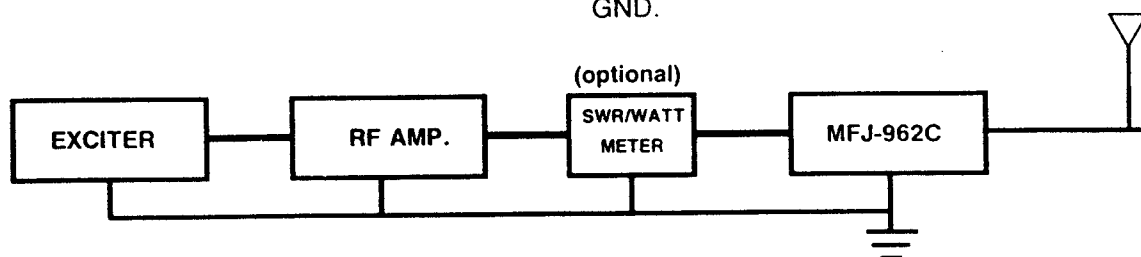 GND.
(optional)
EXCITER
RF AMP.
SWR/WATT
METER
MFJ-962C